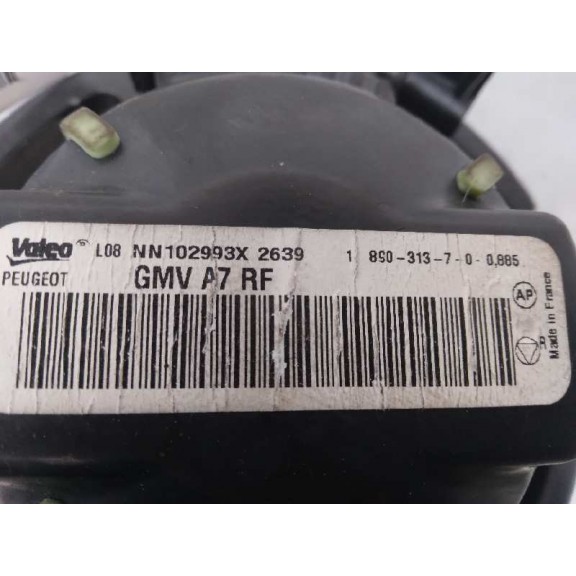 Valeo® L08 NN102993X 2639 1 890-313-7-0-0,885
PEUGEOT GMV A7 RF
AP
R
Made in France